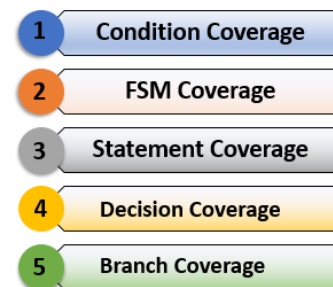 1 Condition Coverage
2 FSM Coverage
3 Statement Coverage
4 Decision Coverage
5 Branch Coverage